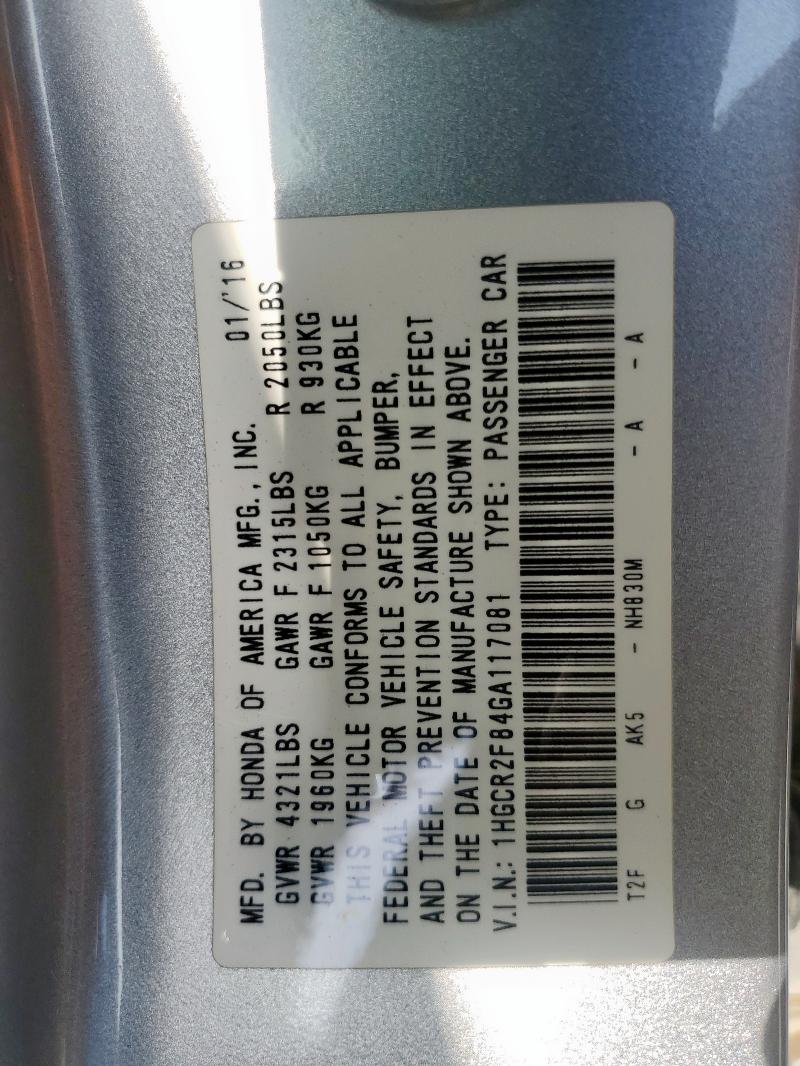 MFD. BY HONDA OF AMERICA MFG., INC. 01/'16
GVWR 4321LBS GAWR F 2315LBS R 2050LBS
GVWR 1960KG GAWR F 1050KG R 930KG
THIS VEHICLE CONFORMS TO ALL APPLICABLE
FEDERAL MOTOR VEHICLE SAFETY, BUMPER,
AND THEFT PREVENTION STANDARDS IN EFFECT
ON THE DATE OF MANUFACTURE SHOWN ABOVE.
V.I.N.: 1HGCR2F84GA117081 TYPE: PASSENGER CAR
T2F G AK5 - NH830M - A - A